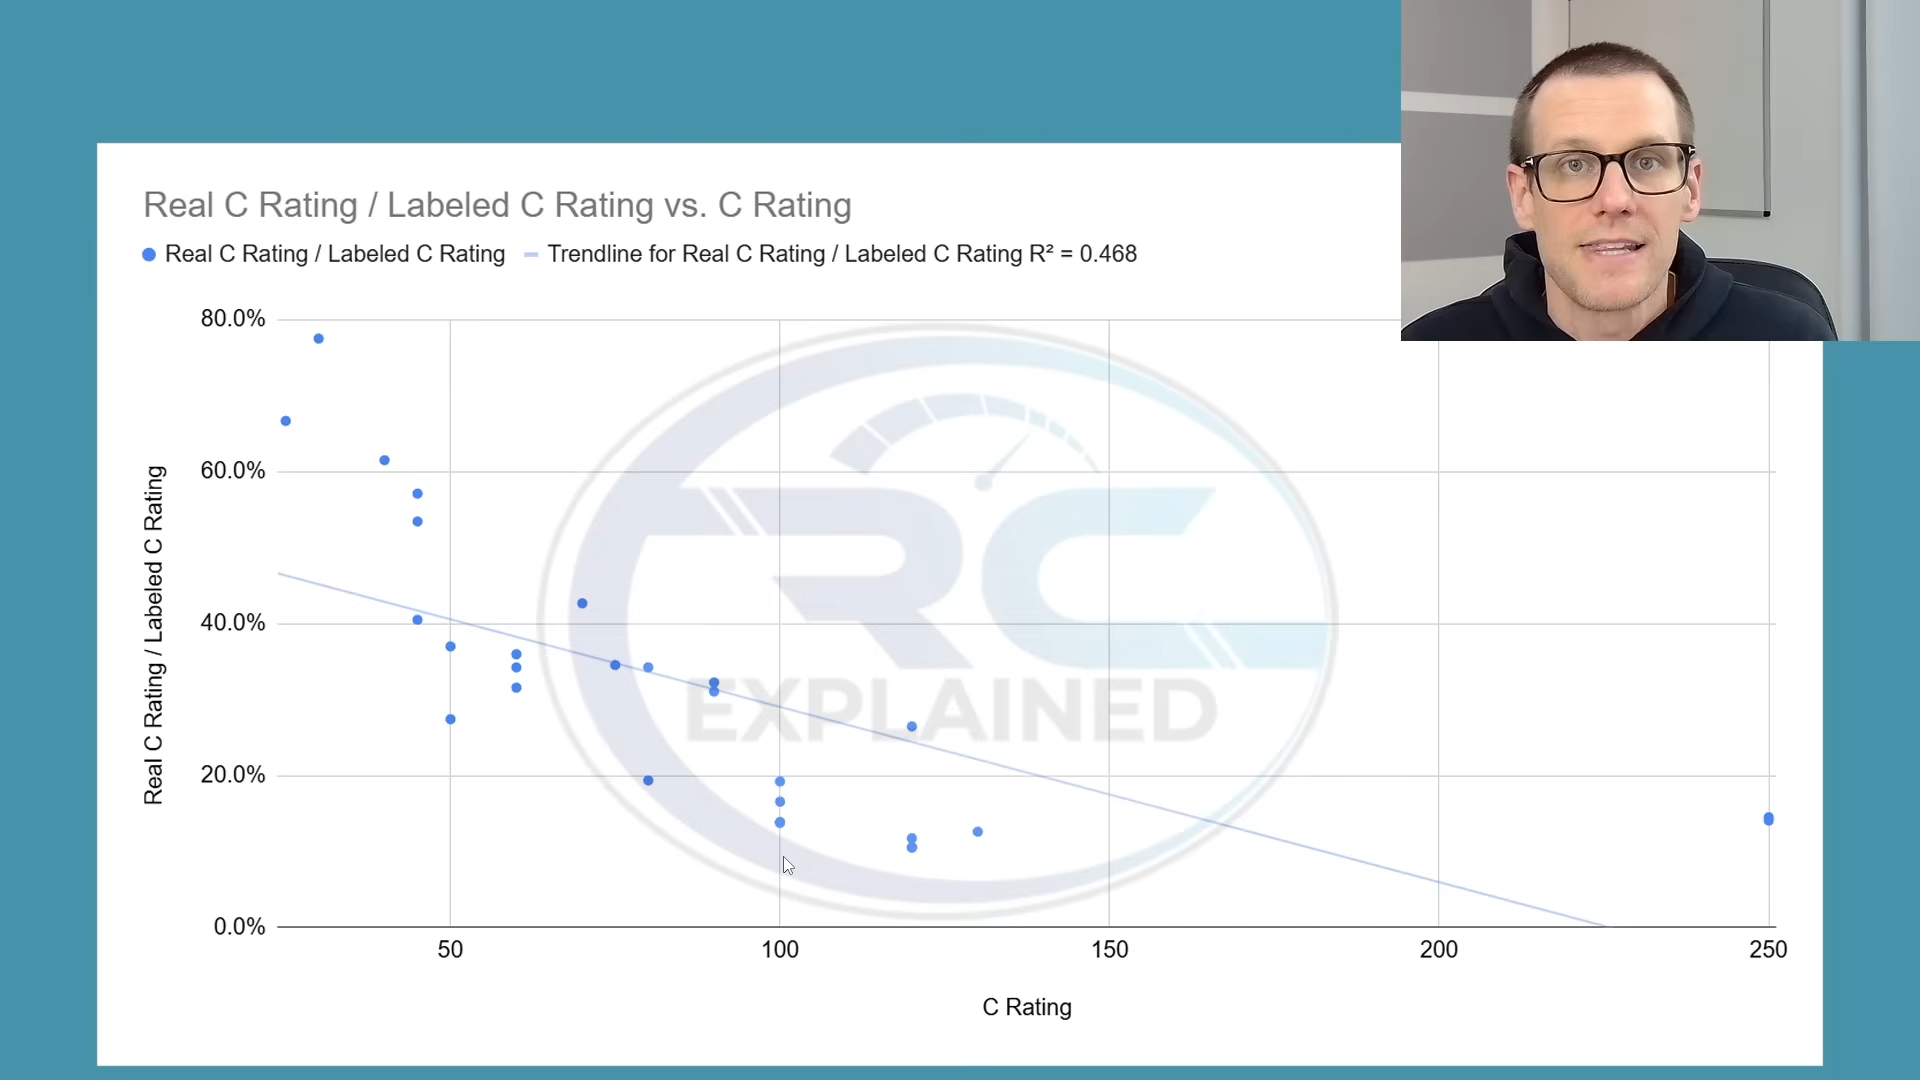 Real C Rating / Labeled C Rating vs. C Rating
Real C Rating / Labeled C Rating
Trendline for Real C Rating / Labeled C Rating R² = 0.468
80.0%
60.0%
40.0%
20.0%
0.0%
Real C Rating / Labeled C Rating
RC
EXPLAINED
50
100
150
200
250
C Rating